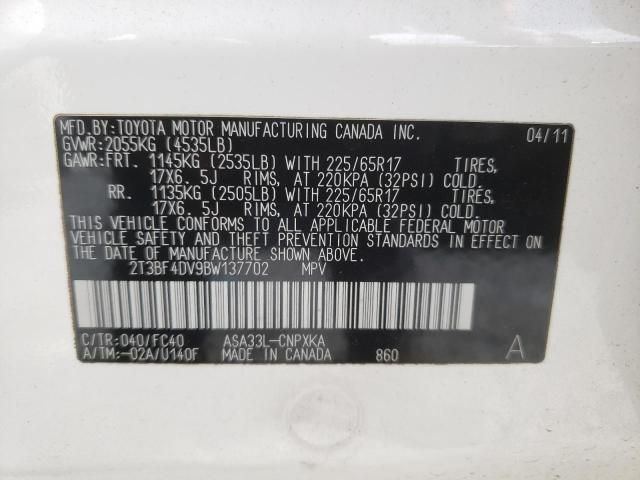 MFD.BY:TOYOTA MOTOR MANUFACTURING CANADA INC. 04/11
GVWR:2055KG (4535LB)
GAWR:FRT. 1145KG (2535LB) WITH 225/65R17 TIRES,
17X6.5J RIMS, AT 220KPA (32PSI) COLD.
RR. 1135KG (2505LB) WITH 225/65R17 TIRES,
17X6.5J RIMS, AT 220KPA (32PSI) COLD.
THIS VEHICLE CONFORMS TO ALL APPLICABLE FEDERAL MOTOR
VEHICLE SAFETY AND THEFT PREVENTION STANDARDS IN EFFECT ON
THE DATE OF MANUFACTURE SHOWN ABOVE.
2T3BF4DV9BW137702 MPV
C/TR:040/FC40 ASA33L-CNPXKA
A/TM:-02A/U140F MADE IN CANADA 860 A